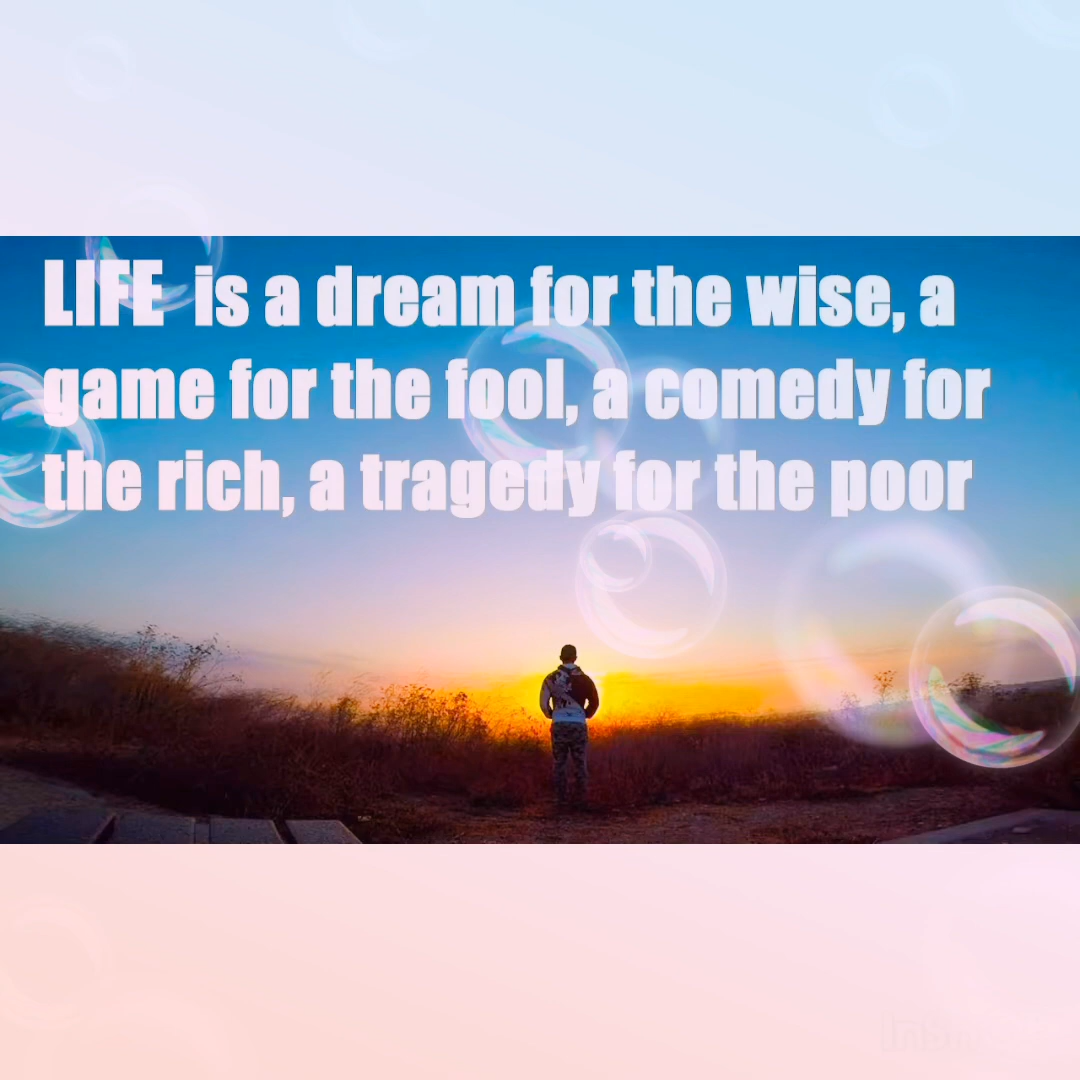 LIFE is a dream for the wise, a
game for the fool, a comedy for
the rich, a tragedy for the poor